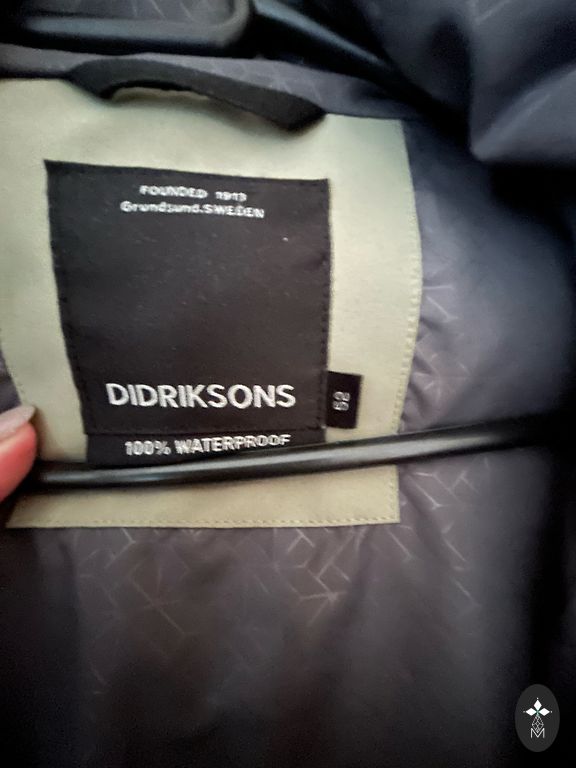 FOUNDED 1913
Grundsund.SWEDEN
DIDRIKSONS
100% WATERPROOF
M